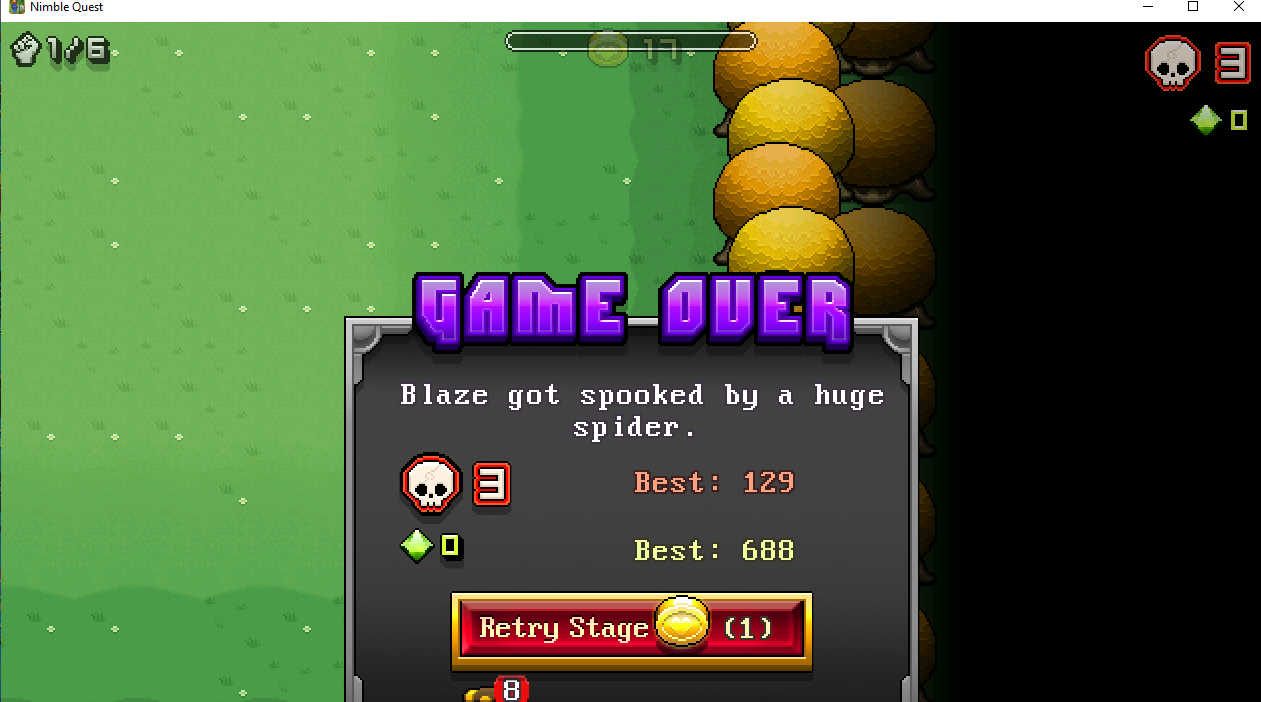 Nimble Quest
1/6
17
3
0
GAME OVER
Blaze got spooked by a huge
spider.
3
Best: 129
0
Best: 688
Retry Stage (1)
8